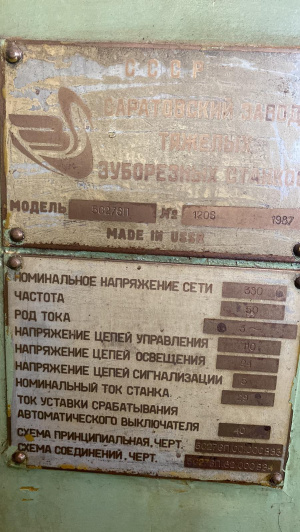 СССР
САРАТОВСКИЙ ЗАВОД
ТЯЖЕЛЫХ
ЗУБОРЕЗНЫХ СТАНКОВ
МОДЕЛЬ № 1208 1987
MADE IN USSR
НОМИНАЛЬНОЕ НАПРЯЖЕНИЕ СЕТИ 380
ЧАСТОТА 50
РОД ТОКА
НАПРЯЖЕНИЕ ЦЕПЕЙ УПРАВЛЕНИЯ
НАПРЯЖЕНИЕ ЦЕПЕЙ ОСВЕЩЕНИЯ
НАПРЯЖЕНИЕ ЦЕПЕЙ СИГНАЛИЗАЦИИ
НОМИНАЛЬНЫЙ ТОК СТАНКА
ТОК УСТАВКИ СРАБАТЫВАНИЯ
АВТОМАТИЧЕСКОГО ВЫКЛЮЧАТЕЛЯ 40
СХЕМА ПРИНЦИПИАЛЬНАЯ, ЧЕРТ.
СХЕМА СОЕДИНЕНИЙ, ЧЕРТ.